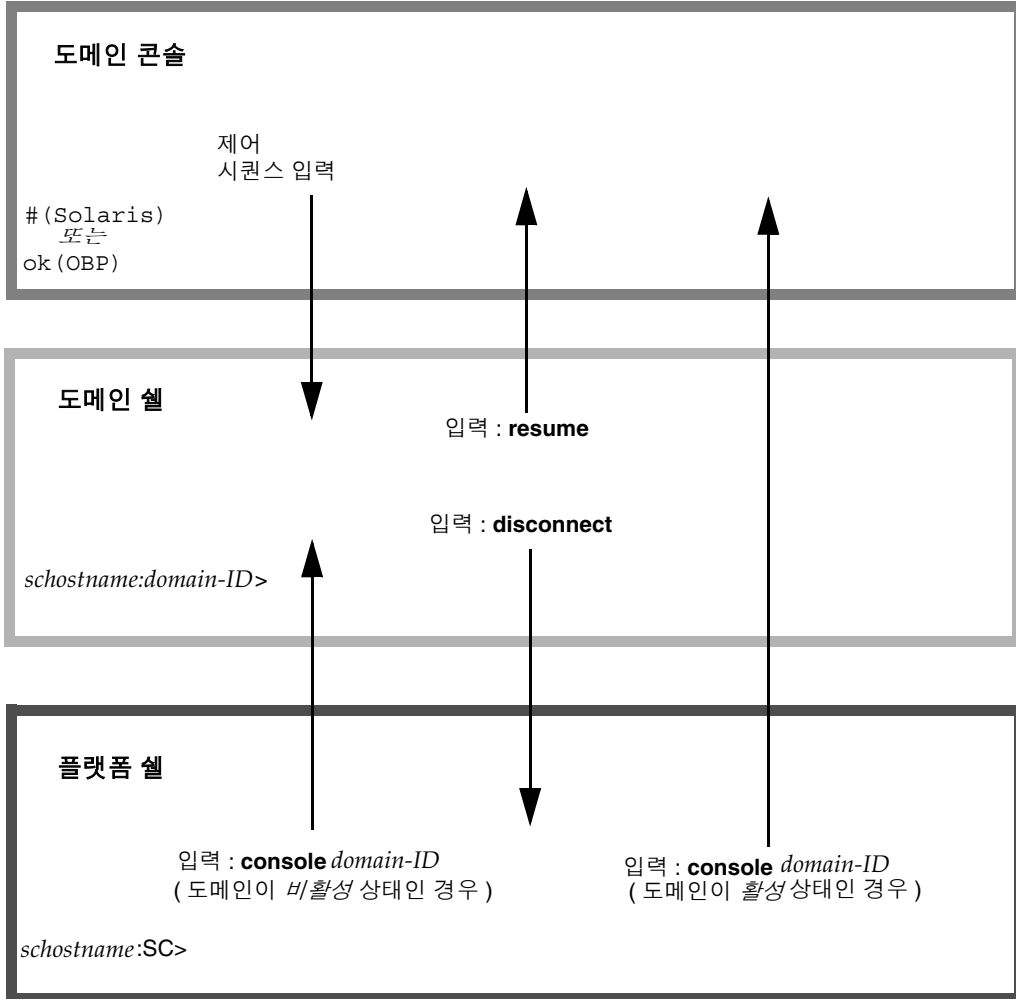 도메인 콘솔
제어
시퀀스 입력
#(Solaris)
또는
ok(OBP)
도메인 쉘
입력 : resume
입력 : disconnect
schostname:domain-ID>
플랫폼 쉘
입력 : console domain-ID
( 도메인이 비활성 상태인 경우 )
입력 : console domain-ID
( 도메인이 활성 상태인 경우 )
schostname:SC>